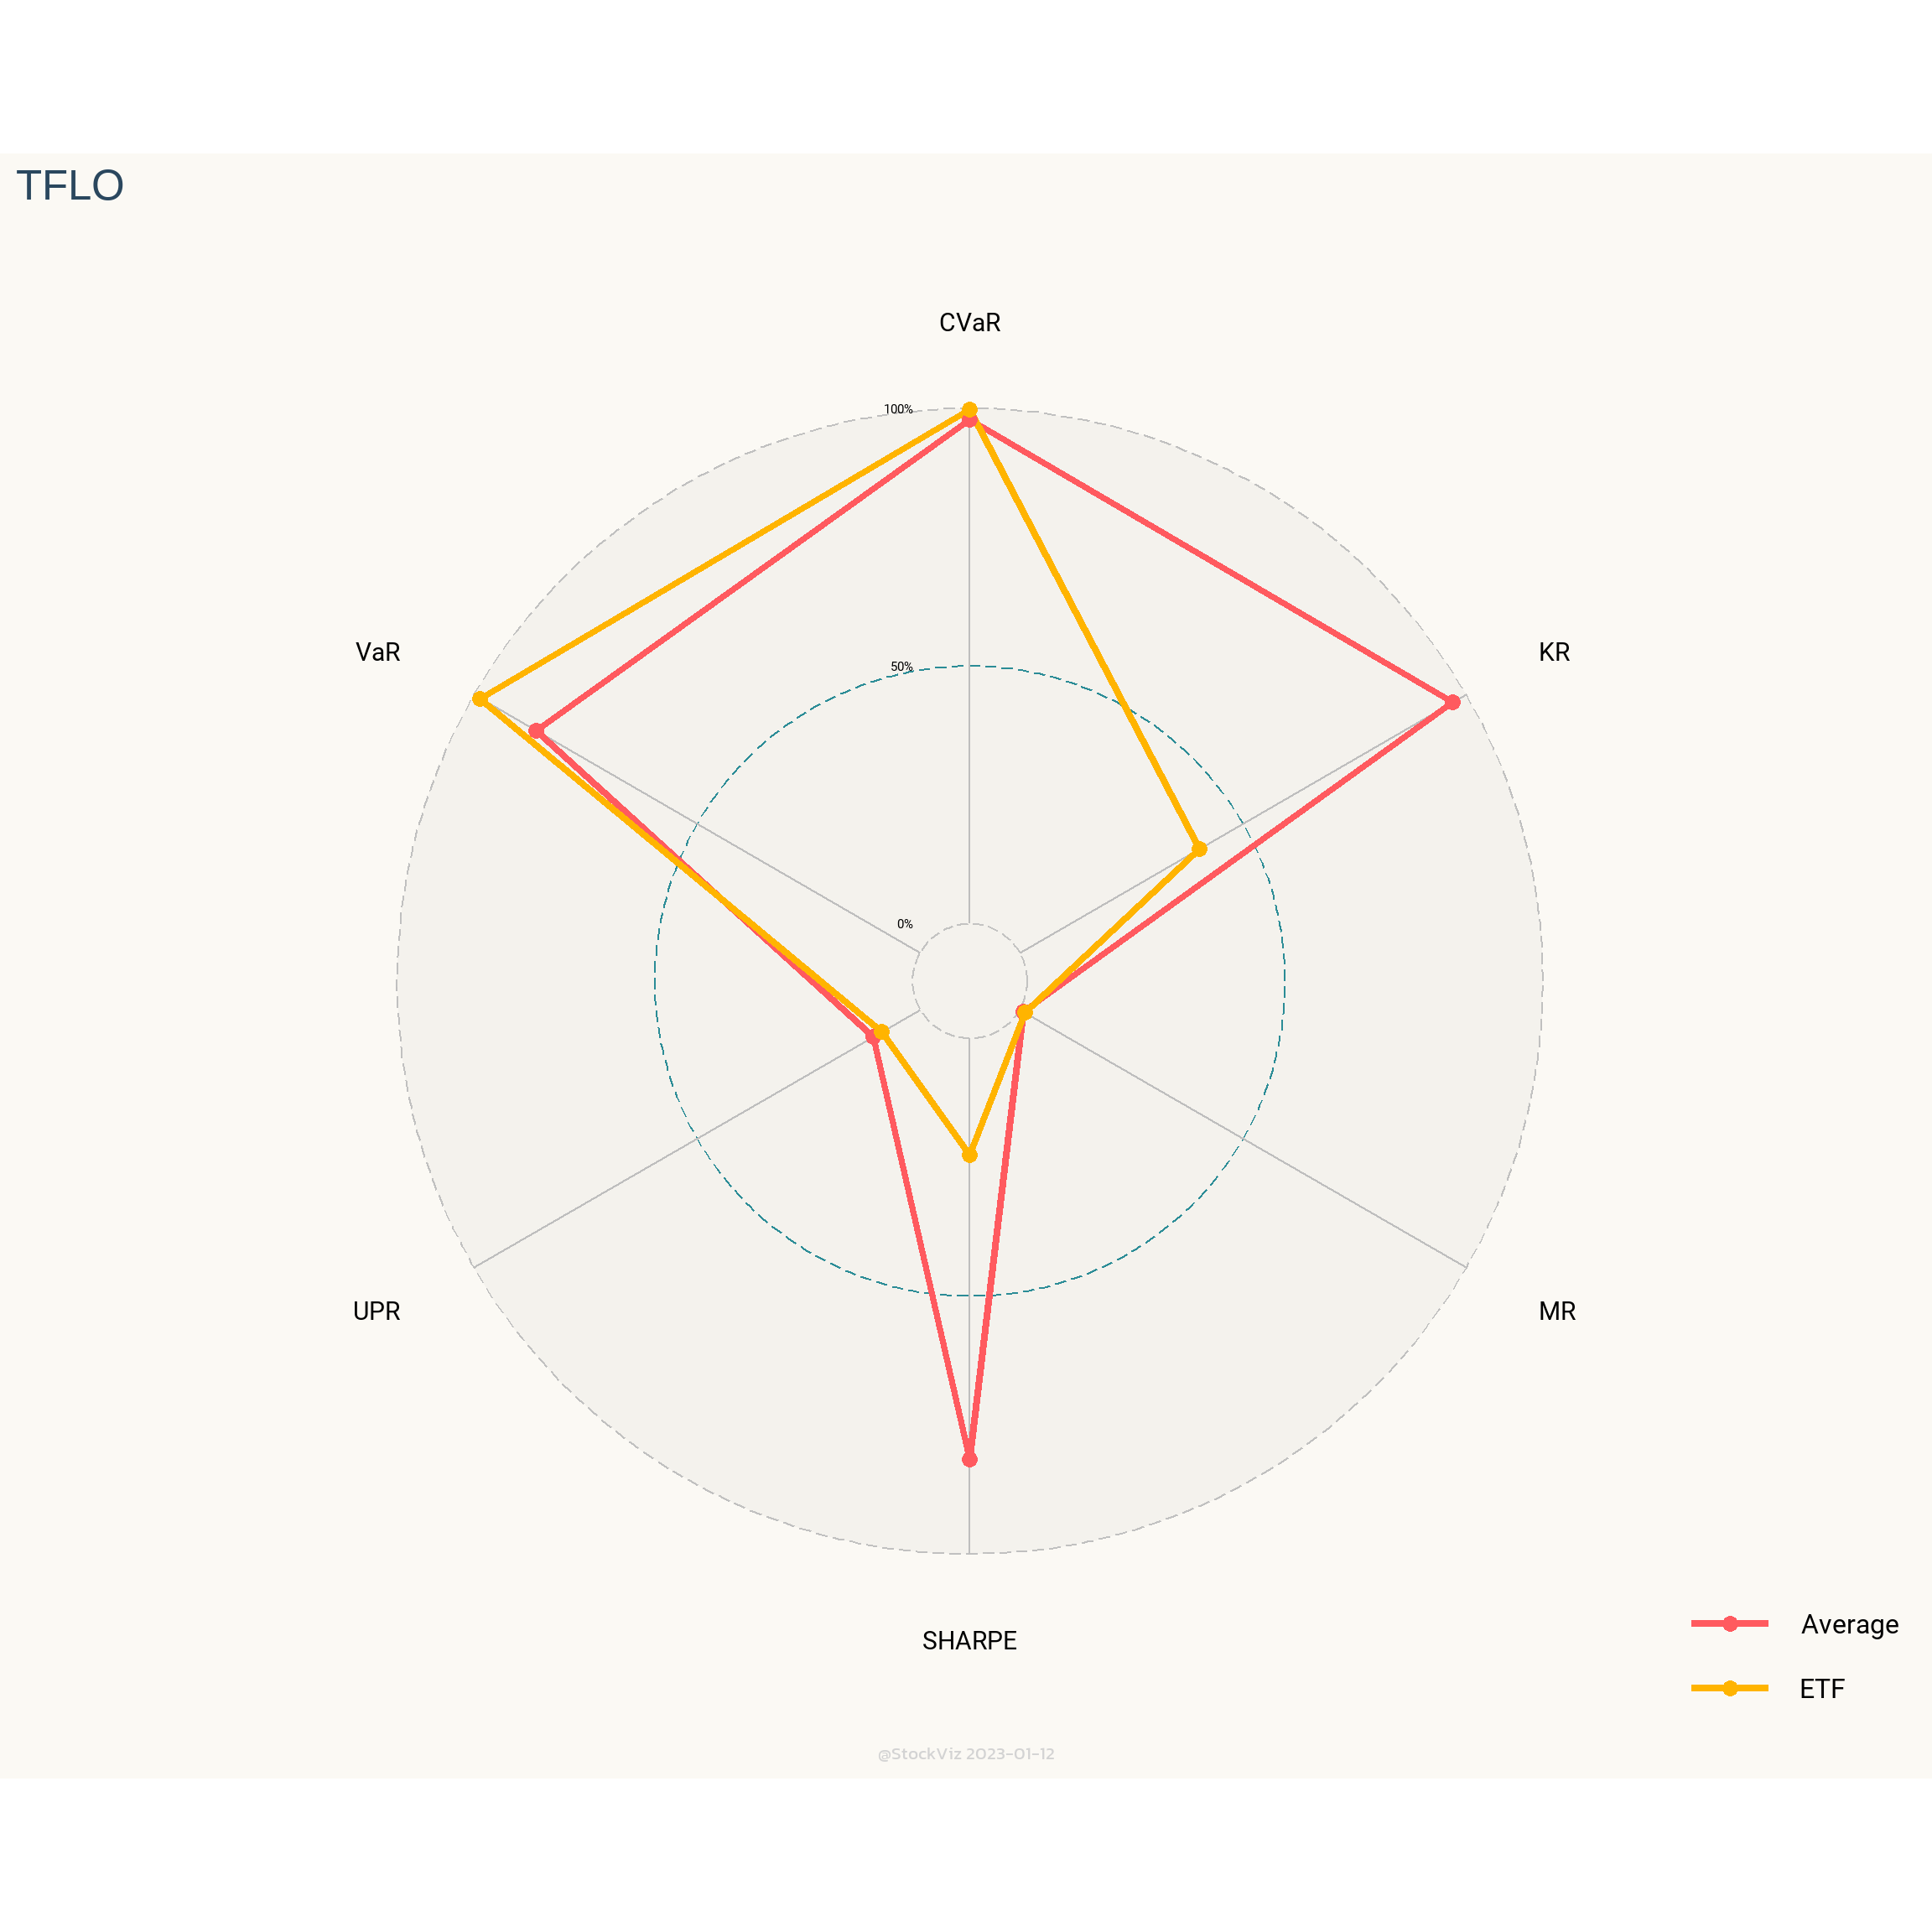 TFLO
CVaR
100%
KR
VaR
50%
0%
UPR
MR
SHARPE
Average
ETF
@StockViz 2023-01-12